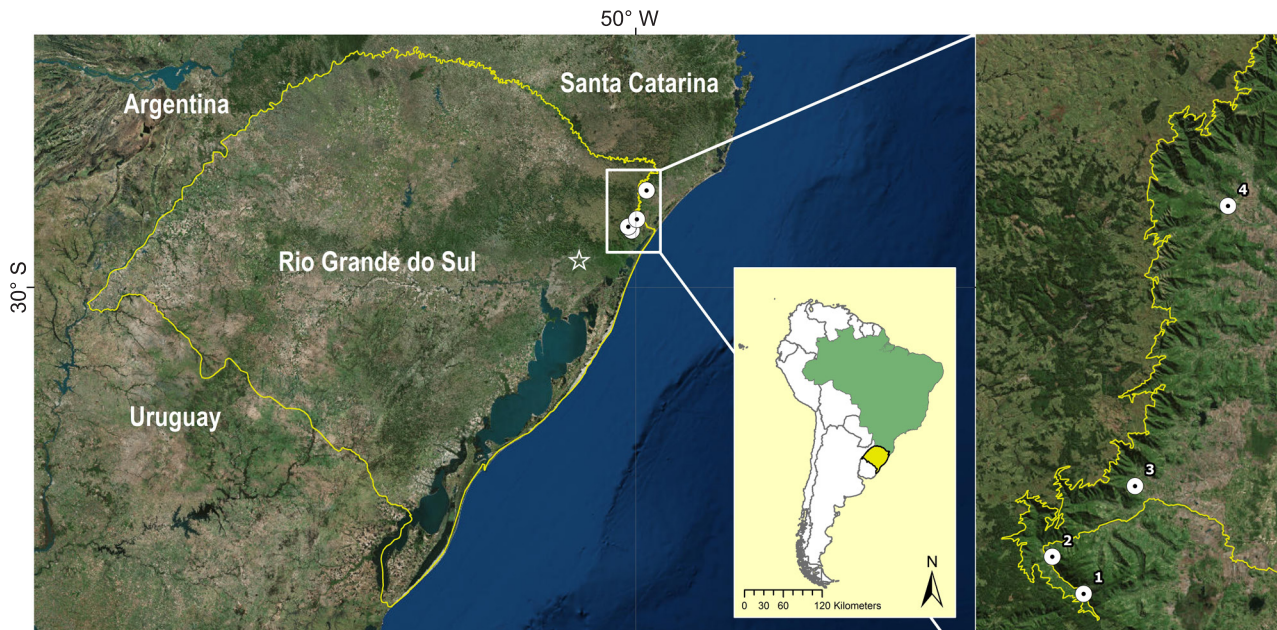 50° W
Santa Catarina
Argentina
4
Rio Grande do Sul
30° S
Uruguay
3
2
1
N
0 30 60 120 Kilometers